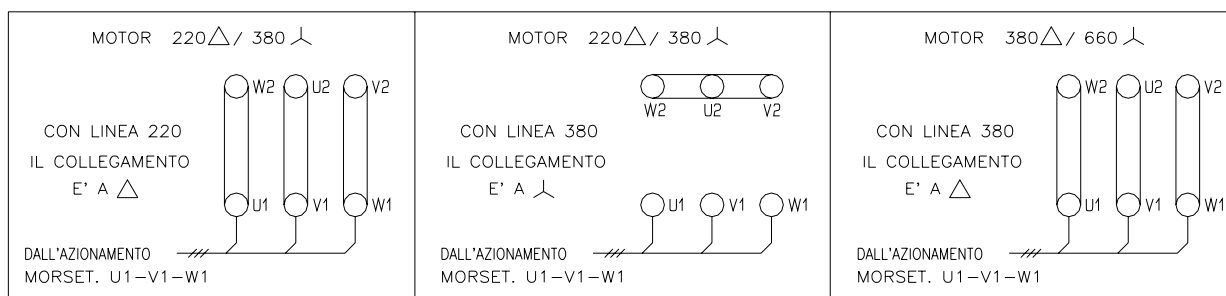 MOTOR 220△/ 380⅄
W2 U2 V2
CON LINEA 220
IL COLLEGAMENTO
E' A △
U1 V1 W1
DALL'AZIONAMENTO
MORSET. U1-V1-W1
MOTOR 220△/ 380⅄
W2 U2 V2
CON LINEA 380
IL COLLEGAMENTO
E' A ⅄
U1 V1 W1
DALL'AZIONAMENTO
MORSET. U1-V1-W1
MOTOR 380△/ 660⅄
W2 U2 V2
CON LINEA 380
IL COLLEGAMENTO
E' A △
U1 V1 W1
DALL'AZIONAMENTO
MORSET. U1-V1-W1